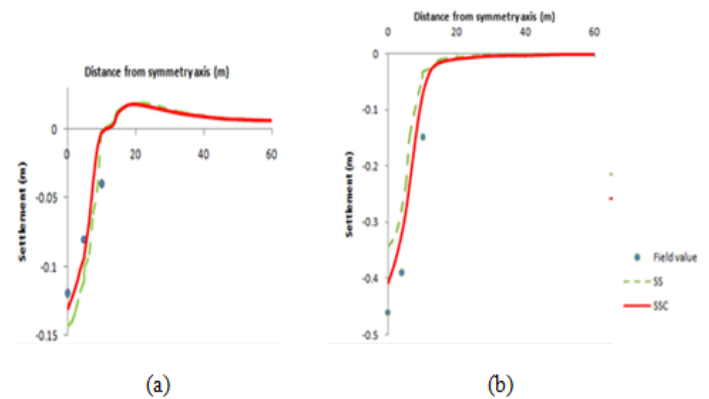 Distance from symmetry axis (m)
0
20
40
60
0
-0.05
-0.1
-0.15
Settlement (m)
(a)
Distance from symmetry axis (m)
0
20
40
60
0
-0.1
-0.2
-0.3
-0.4
-0.5
Settlement (m)
Field value
SS
SSC
(b)